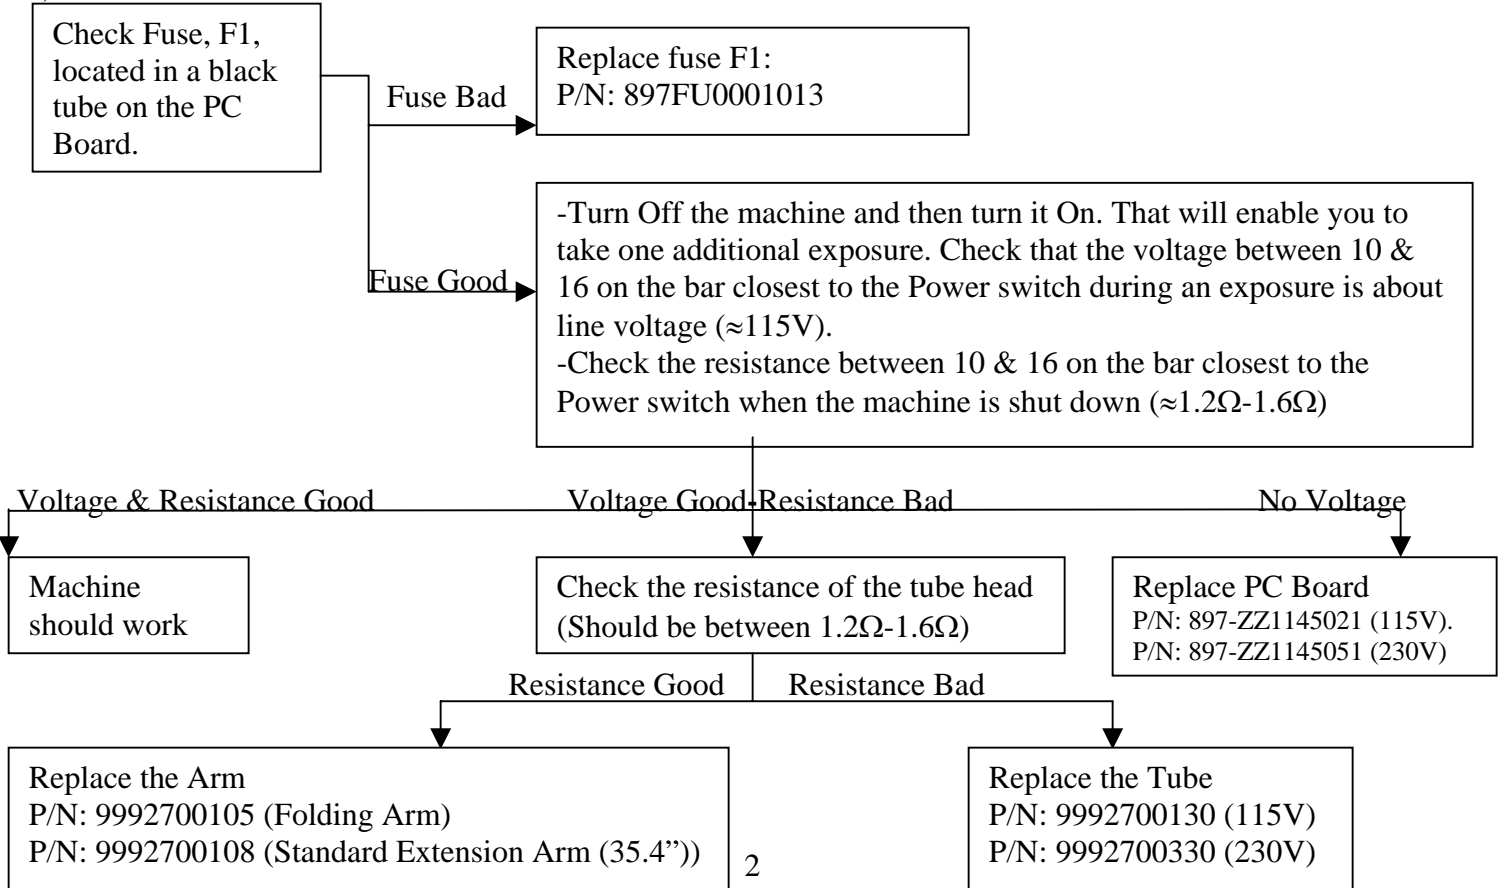 Check Fuse, F1,
located in a black
tube on the PC
Board.
Fuse Bad
Replace fuse F1:
P/N: 897FU0001013
Fuse Good
-Turn Off the machine and then turn it On. That will enable you to
take one additional exposure. Check that the voltage between 10 &
16 on the bar closest to the Power switch during an exposure is about
line voltage (≈115V).
-Check the resistance between 10 & 16 on the bar closest to the
Power switch when the machine is shut down (≈1.2Ω-1.6Ω)
Voltage & Resistance Good
Voltage Good-Resistance Bad
No Voltage
Machine
should work
Check the resistance of the tube head
(Should be between 1.2Ω-1.6Ω)
Replace PC Board
P/N: 897-ZZ1145021 (115V).
P/N: 897-ZZ1145051 (230V)
Resistance Good
Resistance Bad
Replace the Arm
P/N: 9992700105 (Folding Arm)
P/N: 9992700108 (Standard Extension Arm (35.4”))
Replace the Tube
P/N: 9992700130 (115V)
P/N: 9992700330 (230V)
2